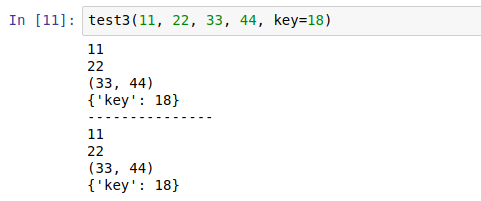 In [11]: test3(11, 22, 33, 44, key=18)
11
22
(33, 44)
{'key': 18}
---------------
11
22
(33, 44)
{'key': 18}